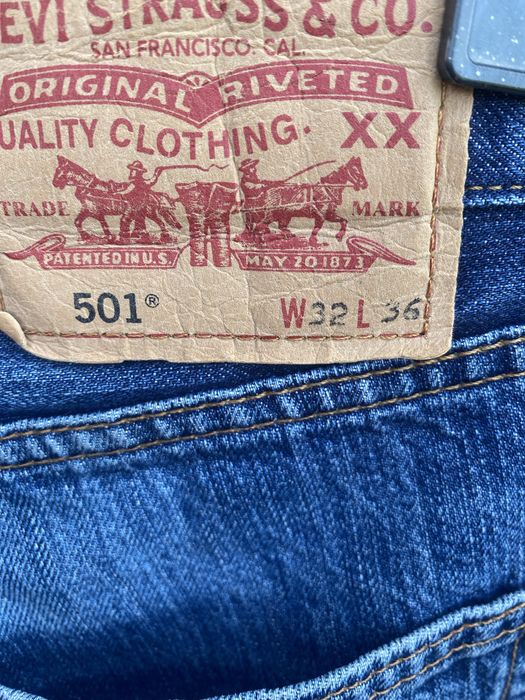 EVI STRAUSS & CO.
SAN FRANCISCO. CAL.
ORIGINAL RIVETED
UALITY CLOTHING. XX
TRADE MARK
PATENTED IN U.S. MAY 20 1873
501® W32 L 36